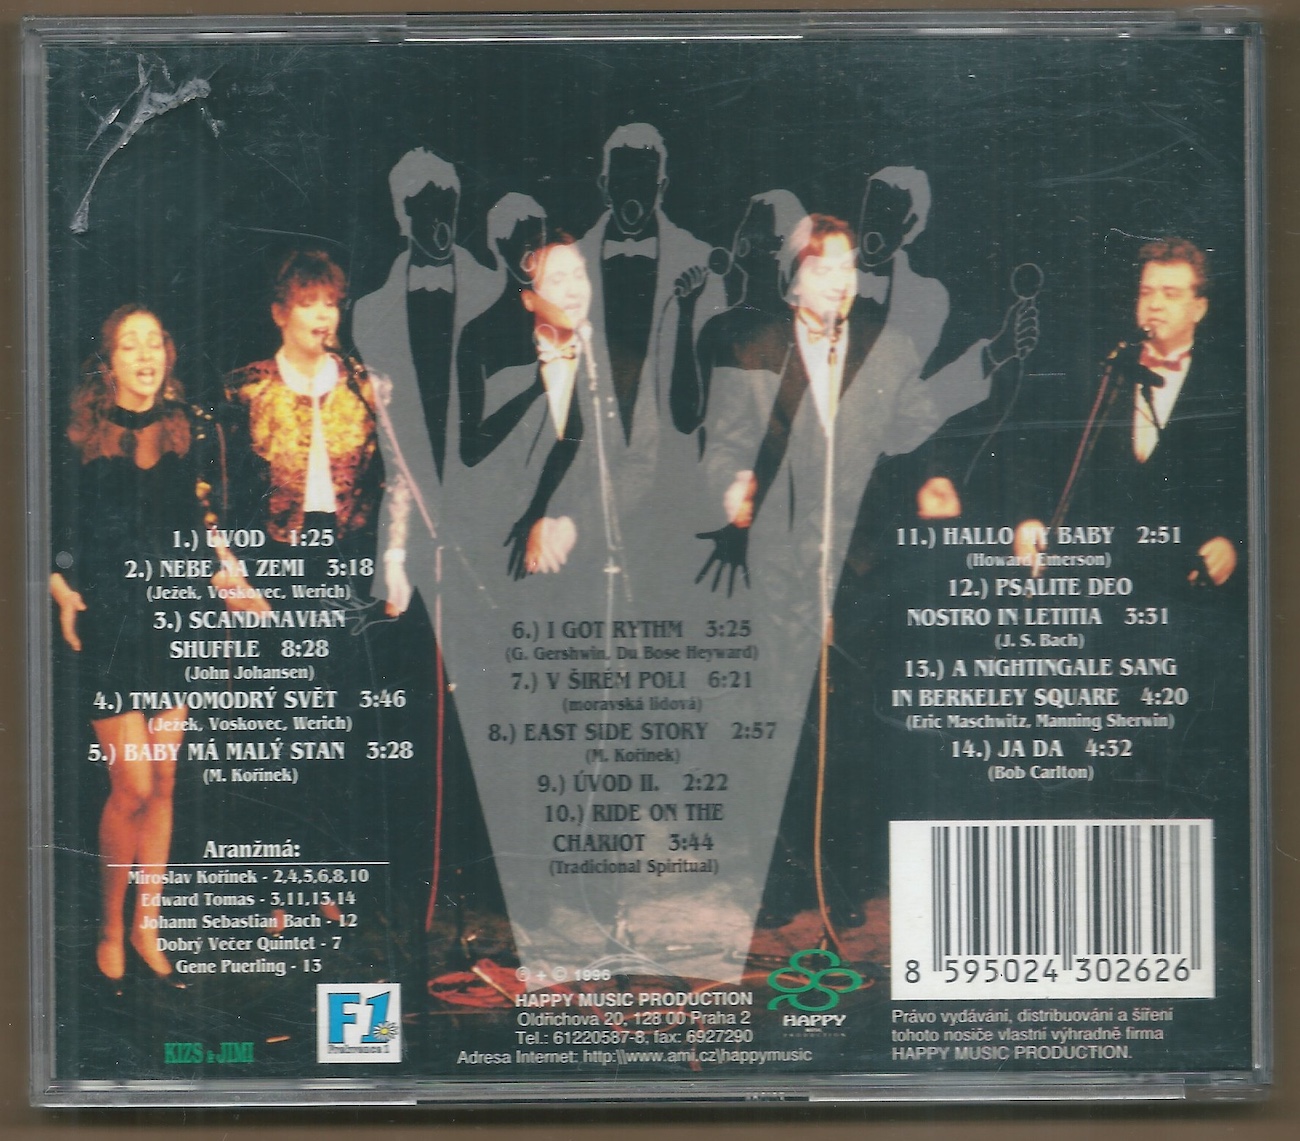 1.) ÚVOD 1:25
2.) NEBE NA ZEMI 3:18
(Ježek, Voskovec, Werich)
3.) SCANDINAVIAN
SHUFFLE 8:28
(John Johansen)
4.) TMAVOMODRÝ SVĚT 3:46
(Ježek, Voskovec, Werich)
5.) BABY MÁ MALÝ STAN 3:28
(M. Kořínek)
Aranžmá:
Miroslav Kořínek - 2,4,5,6,8,10
Edward Tomas - 3,11,13,14
Johann Sebastian Bach - 12
Dobrý Večer Quintet - 7
Gene Puerling - 13
KIZS & JIMI
F1
Frekvence 1
6.) I GOT RYTHM 3:25
(G. Gershwin, Du Bose Heyward)
7.) V ŠIRÉM POLI 6:21
(moravská lidová)
8.) EAST SIDE STORY 2:57
(M. Kořínek)
9.) ÚVOD II. 2:22
10.) RIDE ON THE
CHARIOT 3:44
(Tradicional Spiritual)
℗ + © 1996
HAPPY MUSIC PRODUCTION
Oldřichova 20, 128 00 Praha 2
Tel.: 61220587-8, fax: 6927290
Adresa Internet: http:\\www.ami.cz\happymusic
HAPPY
MUSIC
PRODUCTION
11.) HALLO MY BABY 2:51
(Howard Emerson)
12.) PSALITE DEO
NOSTRO IN LETITIA 3:31
(J. S. Bach)
13.) A NIGHTINGALE SANG
IN BERKELEY SQUARE 4:20
(Eric Maschwitz, Manning Sherwin)
14.) JA DA 4:32
(Bob Carlton)
8 595024 302626
Právo vydávání, distribuování a šíření
tohoto nosiče vlastní výhradně firma
HAPPY MUSIC PRODUCTION.